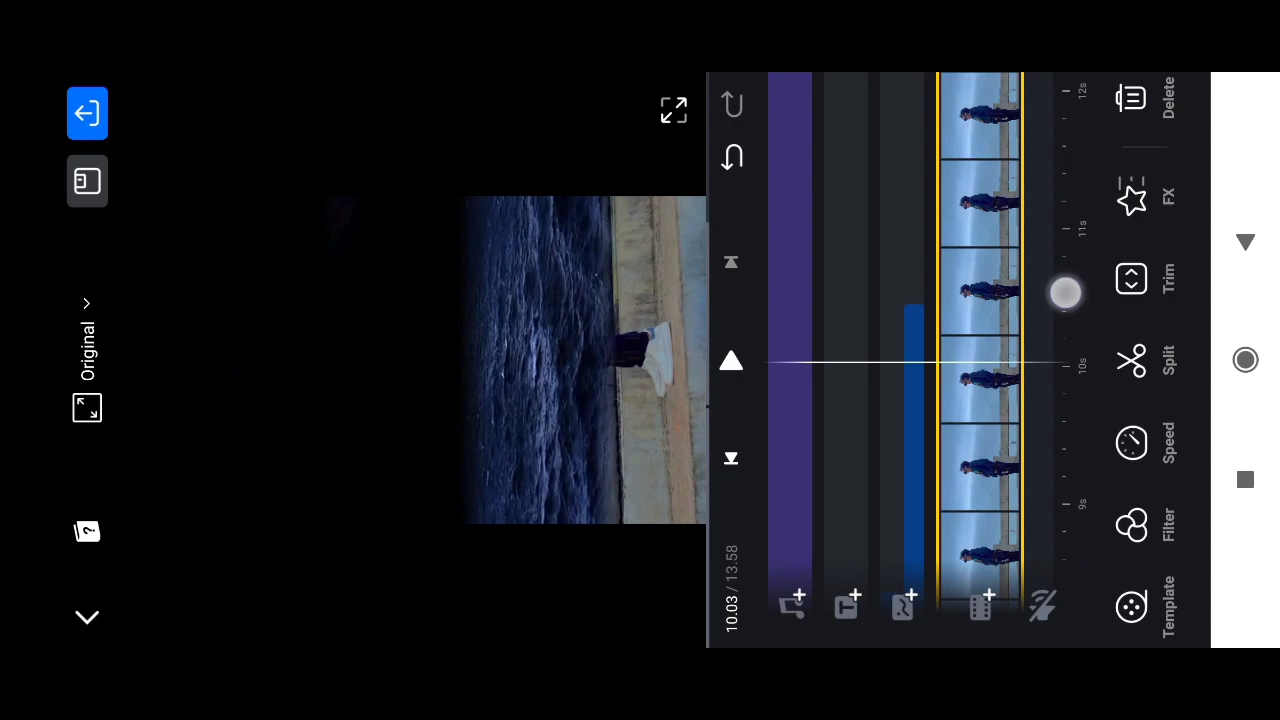 Original
10.03 / 13.58
9s
10s
11s
12s
Template
Filter
Speed
Split
Trim
FX
Delete